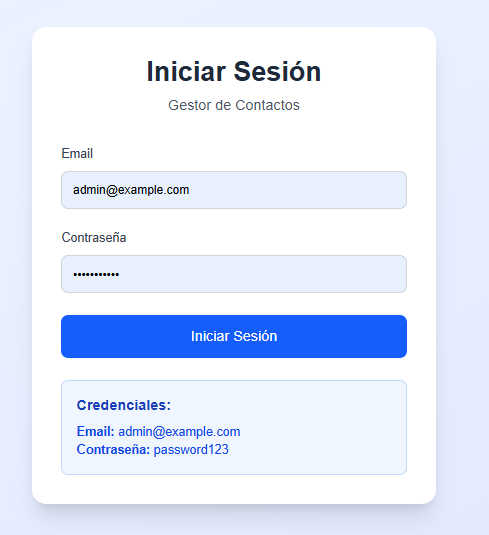 Iniciar Sesión
Gestor de Contactos
Email
admin@example.com
Contraseña
•••••••••••
Iniciar Sesión
Credenciales:
Email: admin@example.com
Contraseña: password123